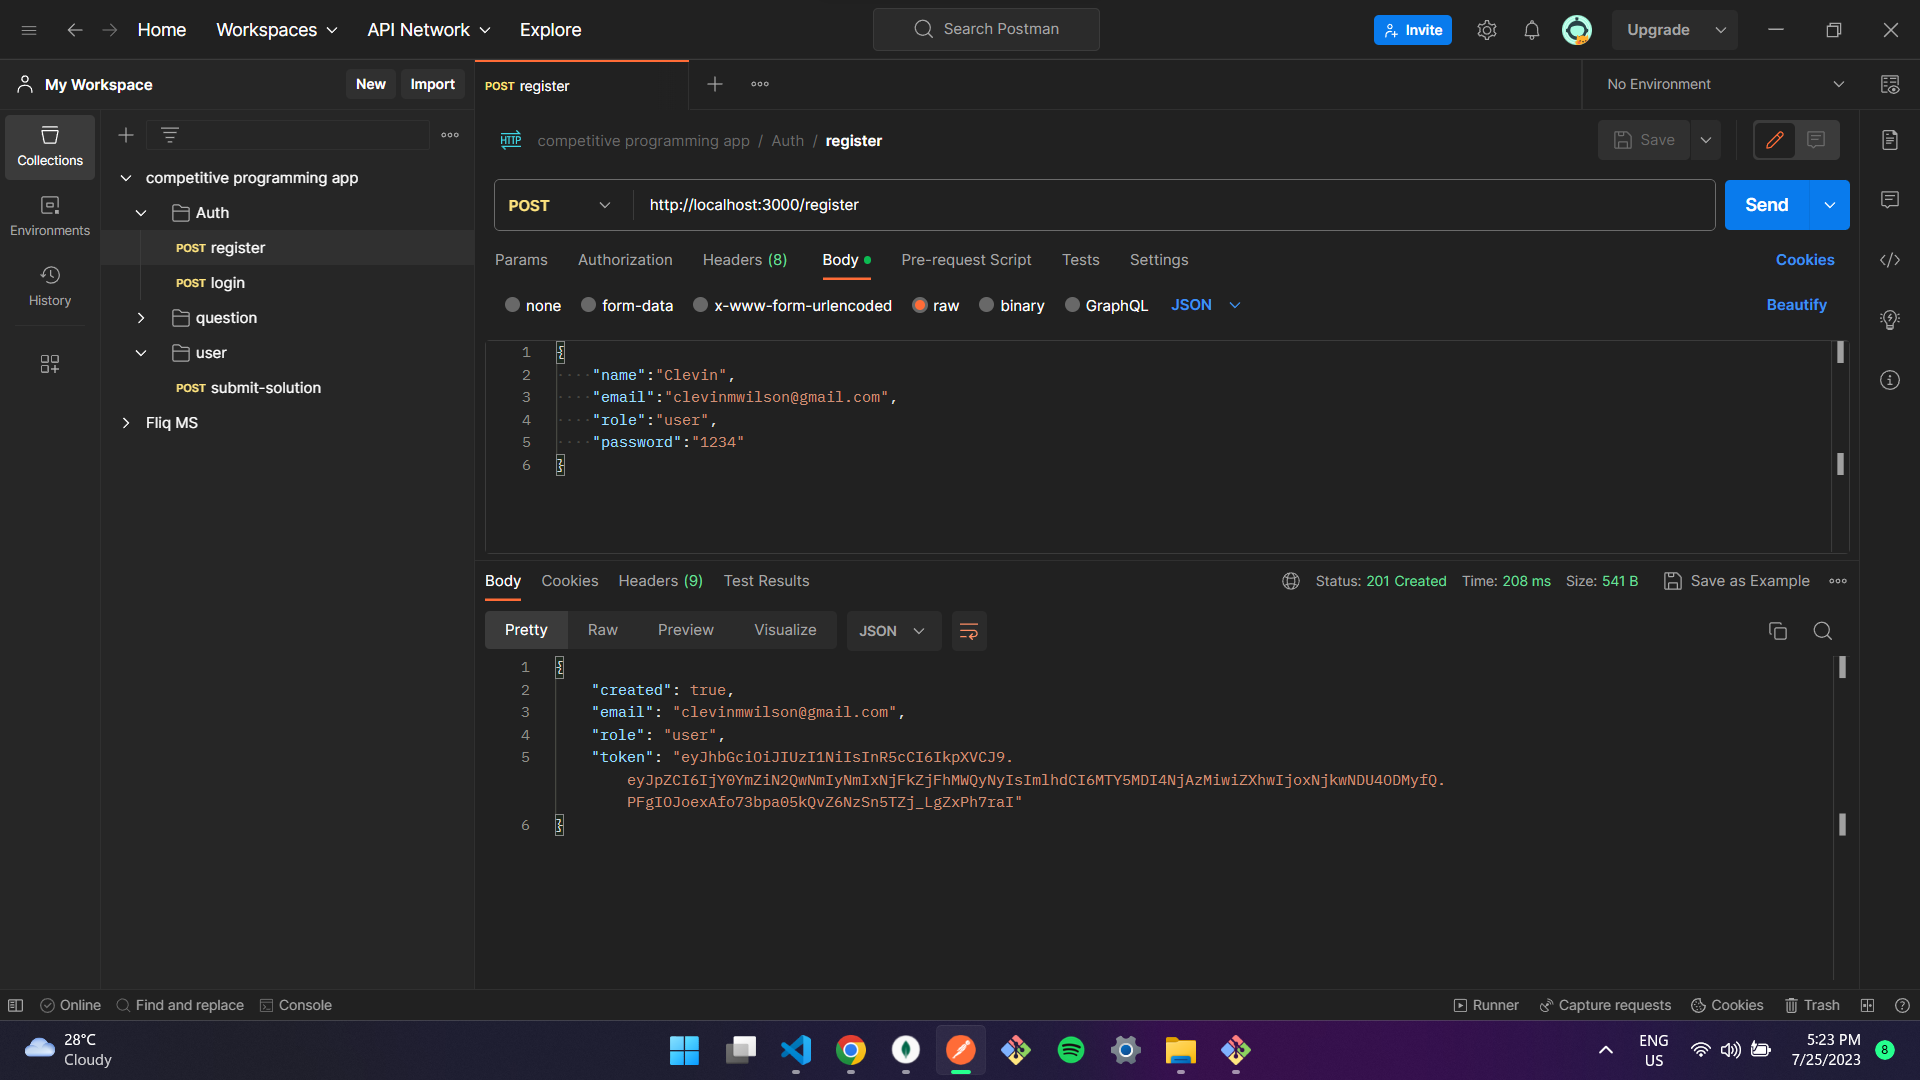 Home Workspaces API Network Explore Search Postman Invite Upgrade
My Workspace New Import POST register No Environment
Collections
Environments
History
competitive programming app
Auth
POST register
POST login
question
user
POST submit-solution
Fliq MS
HTTP competitive programming app / Auth / register Save
POST http://localhost:3000/register Send
Params Authorization Headers (8) Body Pre-request Script Tests Settings Cookies
none form-data x-www-form-urlencoded raw binary GraphQL JSON Beautify
1 {
2 ····"name":"Clevin",
3 ····"email":"clevinmwilson@gmail.com",
4 ····"role":"user",
5 ····"password":"1234"
6 }
Body Cookies Headers (9) Test Results Status: 201 Created Time: 208 ms Size: 541 B Save as Example
Pretty Raw Preview Visualize JSON
1 {
2 "created": true,
3 "email": "clevinmwilson@gmail.com",
4 "role": "user",
5 "token": "eyJhbGciOiJIUzI1NiIsInR5cCI6IkpXVCJ9.
eyJpZCI6IjY0YmZiN2QwNmIyNmIxNjFkZjFhMWQyNyIsImlhdCI6MTY5MDI4NjAzMiwiZXhwIjoxNjkwNDU4ODMyfQ.
PFgIOJoexAfo73bpa05kQvZ6NzSn5TZj_LgZxPh7raI"
6 }
Online Find and replace Console Runner Capture requests Cookies Trash
28°C
Cloudy
ENG
US
5:23 PM
7/25/2023
8